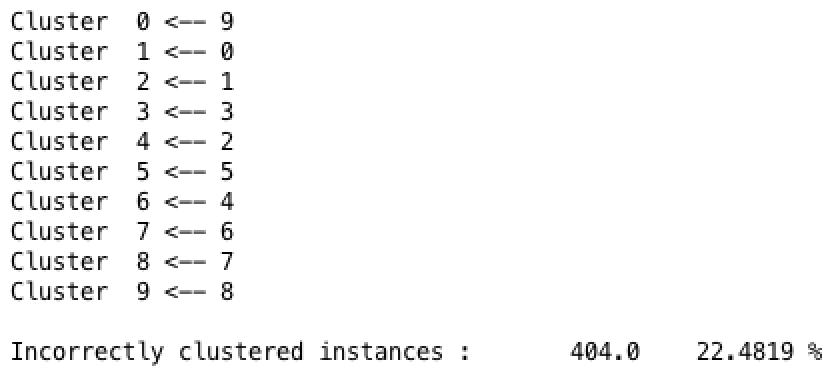 Cluster  0 <-- 9
Cluster  1 <-- 0
Cluster  2 <-- 1
Cluster  3 <-- 3
Cluster  4 <-- 2
Cluster  5 <-- 5
Cluster  6 <-- 4
Cluster  7 <-- 6
Cluster  8 <-- 7
Cluster  9 <-- 8
Incorrectly clustered instances :       404.0    22.4819 %